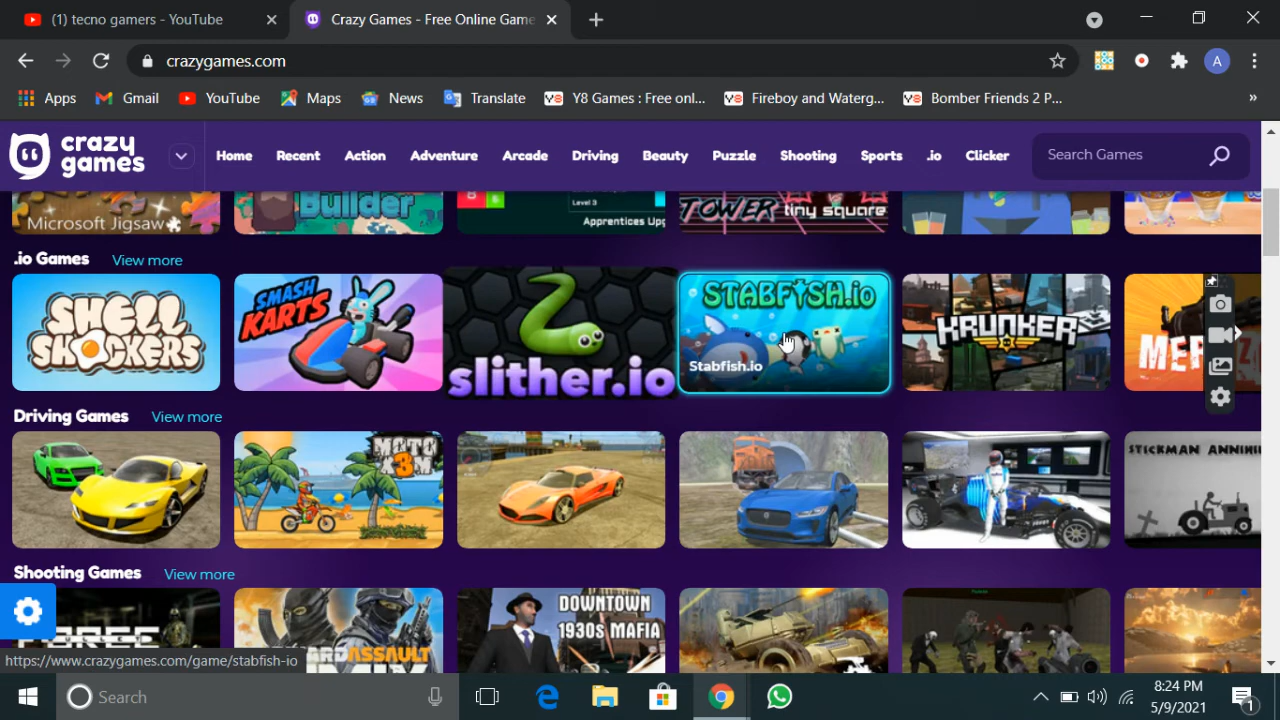 (1) tecno gamers - YouTube
Crazy Games - Free Online Game
crazygames.com
Apps
Gmail
YouTube
Maps
News
Translate
Y8 Games : Free onl...
Fireboy and Waterg...
Bomber Friends 2 P...
crazy games
Home Recent Action Adventure Arcade Driving Beauty Puzzle Shooting Sports .io Clicker
Search Games
Microsoft Jigsaw
Builder
Level 3
Apprentices Upg
TOWER tiny square
.io Games View more
SHELL SHOCKERS
SMASH KARTS
slither.io
STABFISH.io
Stabfish.io
KRUNKER
MER
Driving Games View more
MOTO X3M
STICKMAN ANNIHI
Shooting Games View more
FORCE
DOWNTOWN
1930s MAFIA
https://www.crazygames.com/game/stabfish-io
Search
8:24 PM
5/9/2021
1